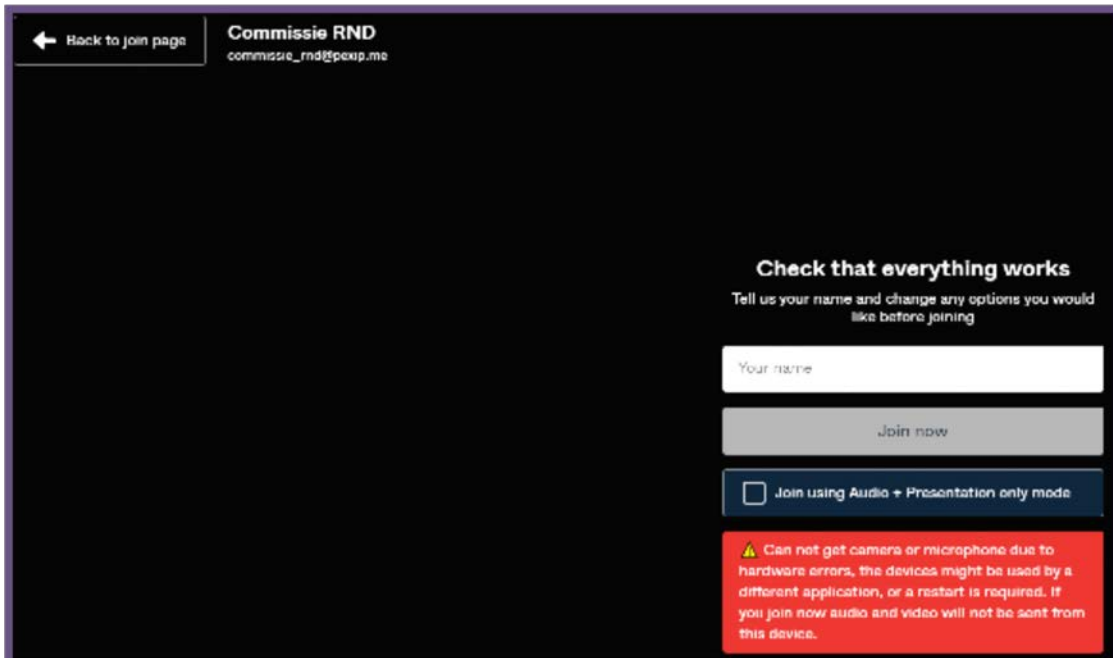 Back to join page
Commissie RND
commissie_rnd@pexip.me
Check that everything works
Tell us your name and change any options you would
like before joining
Your name
Join now
Join using Audio + Presentation only mode
⚠ Can not get camera or microphone due to
hardware errors, the devices might be used by a
different application, or a restart is required. If
you join now audio and video will not be sent from
this device.